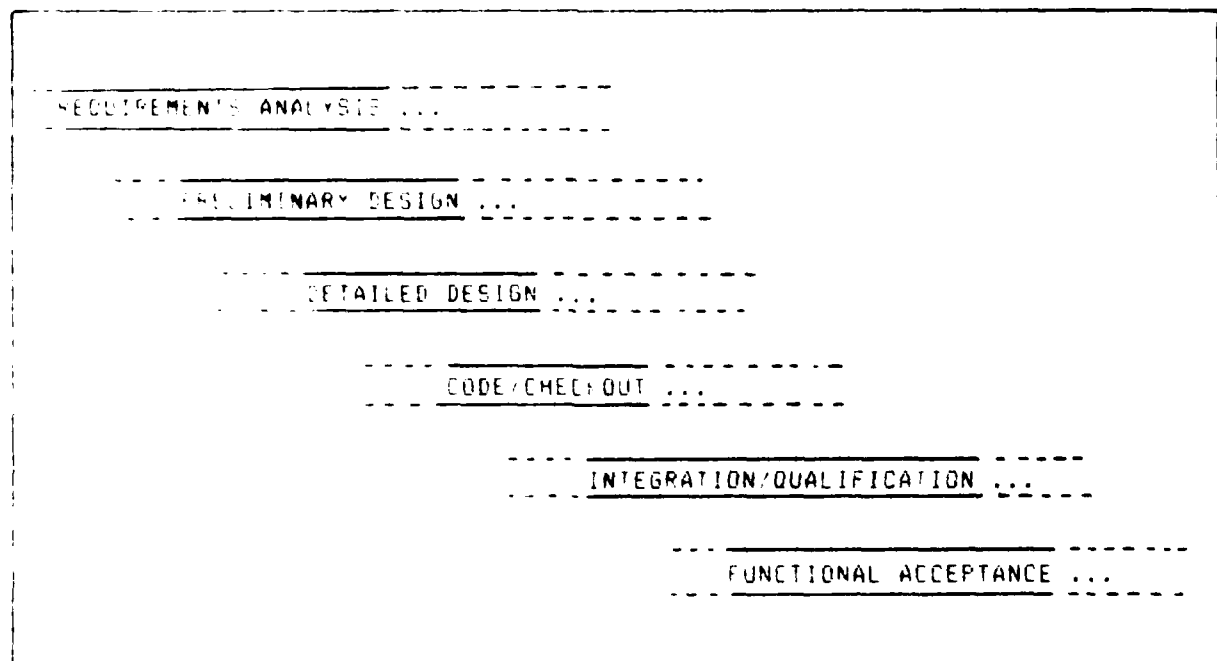 REQUIREMENTS ANALYSIS ...
PRELIMINARY DESIGN ...
DETAILED DESIGN ...
CODE/CHECKOUT ...
INTEGRATION/QUALIFICATION ...
FUNCTIONAL ACCEPTANCE ...